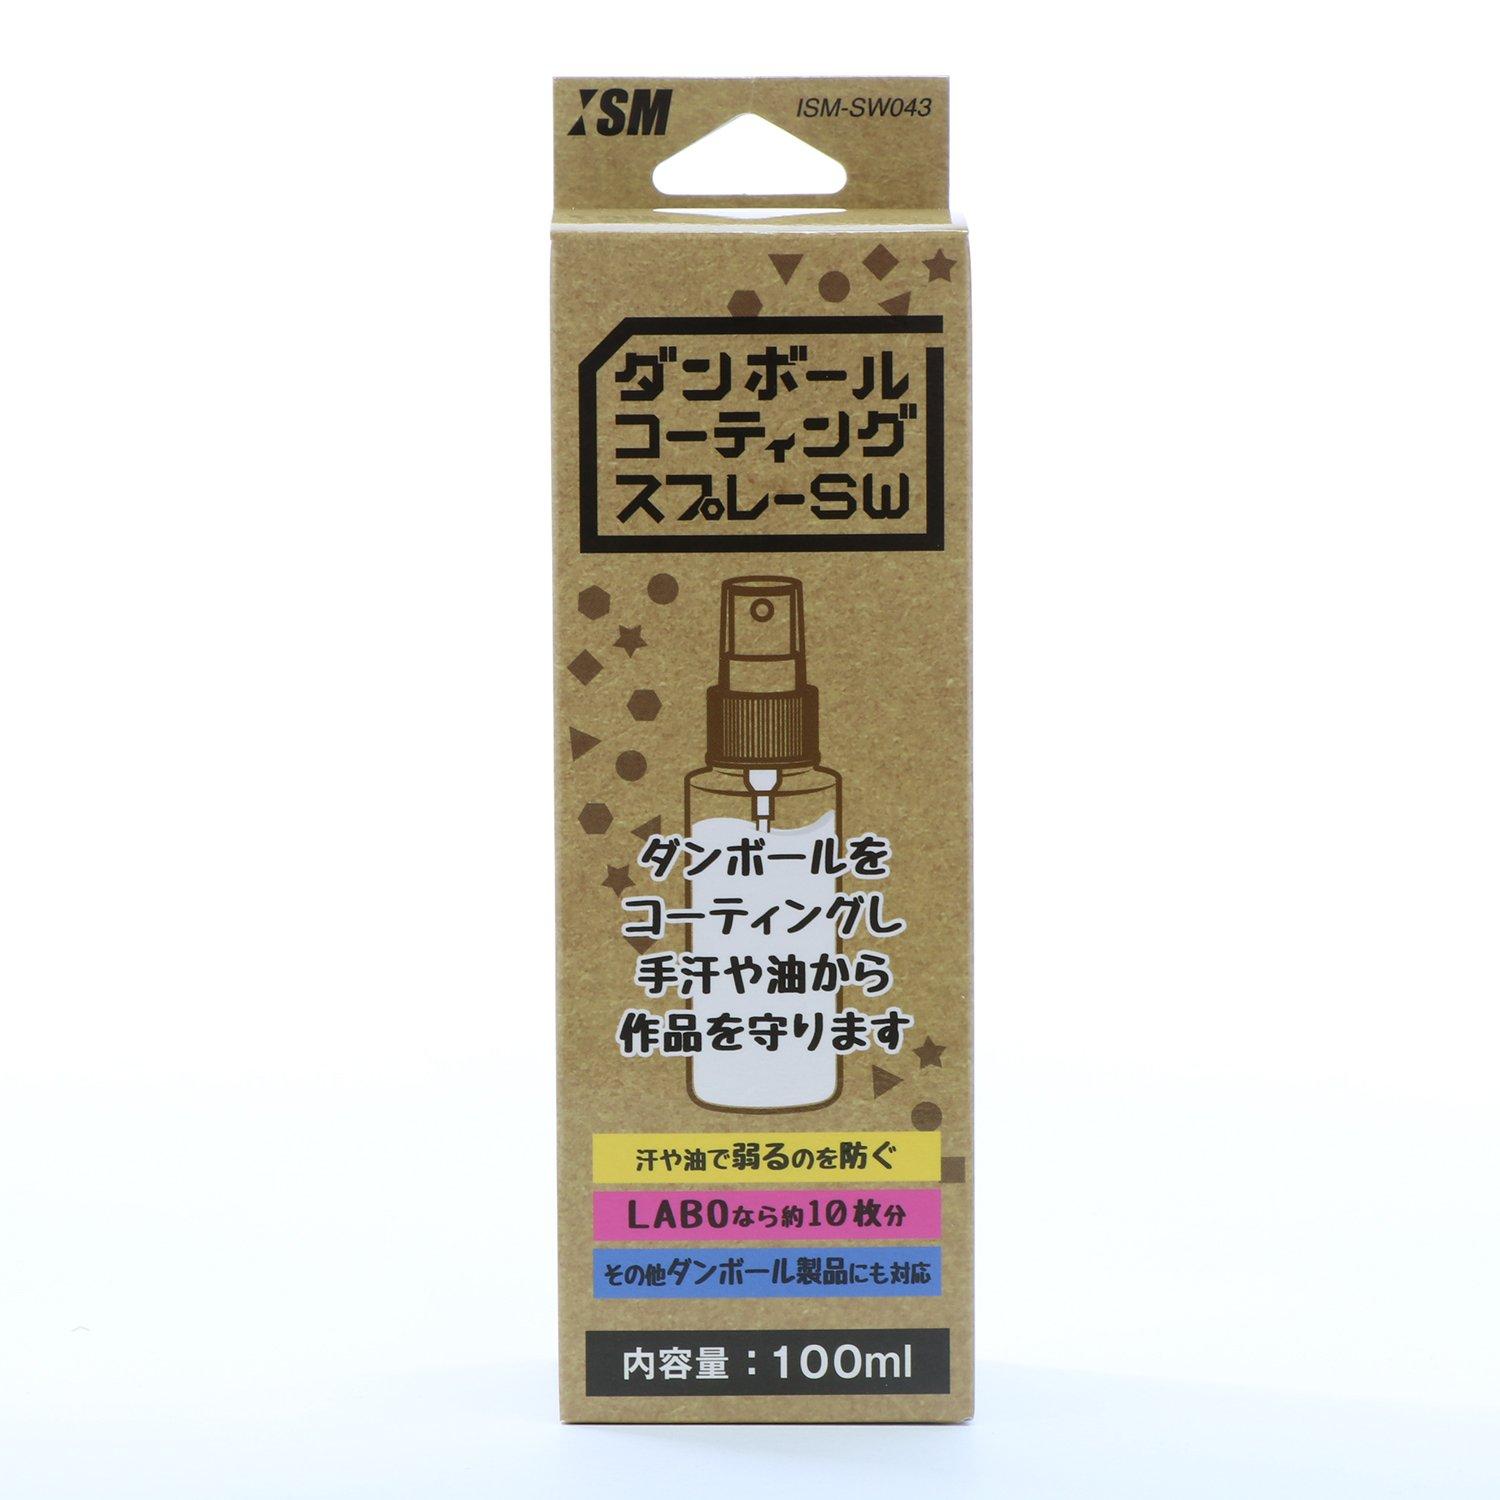 ISM
ISM-SW043
ダンボール
コーティング
スプレーSW
ダンボールを
コーティングし
手汗や油から
作品を守ります
汗や油で弱るのを防ぐ
LABOなら約10枚分
その他ダンボール製品にも対応
内容量：100ml